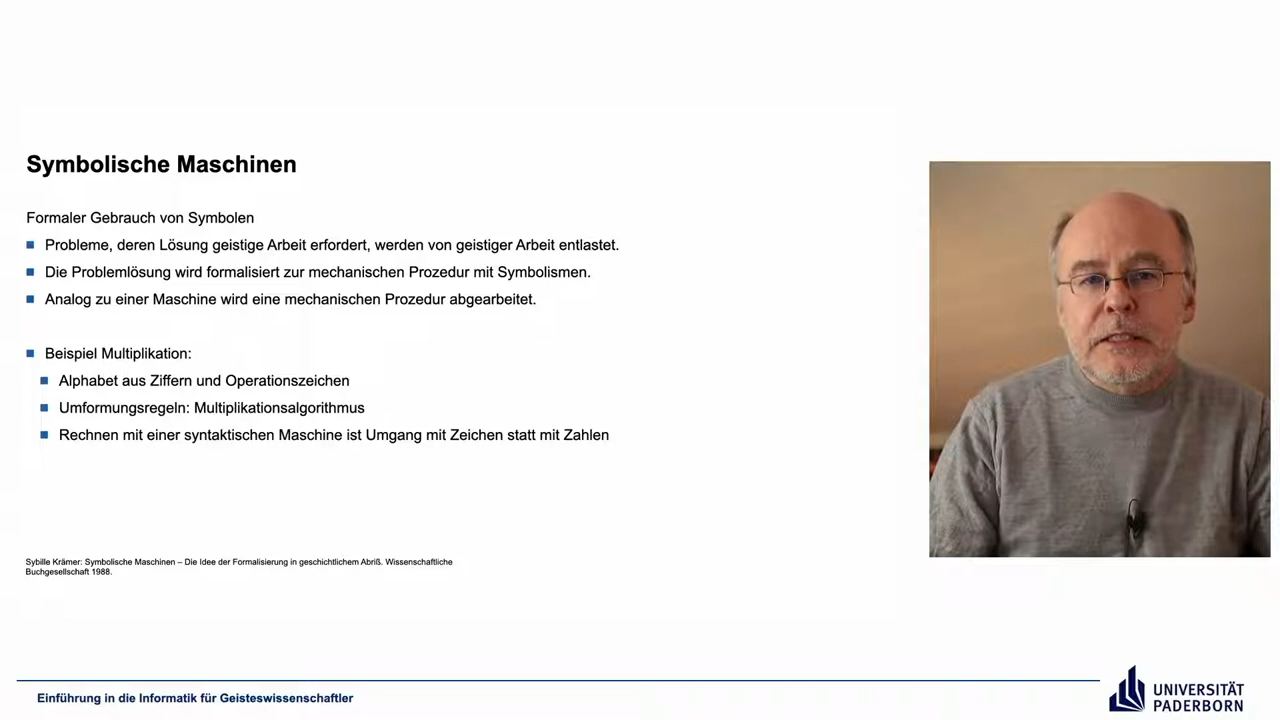 Symbolische Maschinen
Formaler Gebrauch von Symbolen
Probleme, deren Lösung geistige Arbeit erfordert, werden von geistiger Arbeit entlastet.
Die Problemlösung wird formalisiert zur mechanischen Prozedur mit Symbolismen.
Analog zu einer Maschine wird eine mechanischen Prozedur abgearbeitet.
Beispiel Multiplikation:
Alphabet aus Ziffern und Operationszeichen
Umformungsregeln: Multiplikationsalgorithmus
Rechnen mit einer syntaktischen Maschine ist Umgang mit Zeichen statt mit Zahlen
Sybille Krämer: Symbolische Maschinen – Die Idee der Formalisierung in geschichtlichem Abriß. Wissenschaftliche
Buchgesellschaft 1988.
Einführung in die Informatik für Geisteswissenschaftler
UNIVERSITÄT
PADERBORN